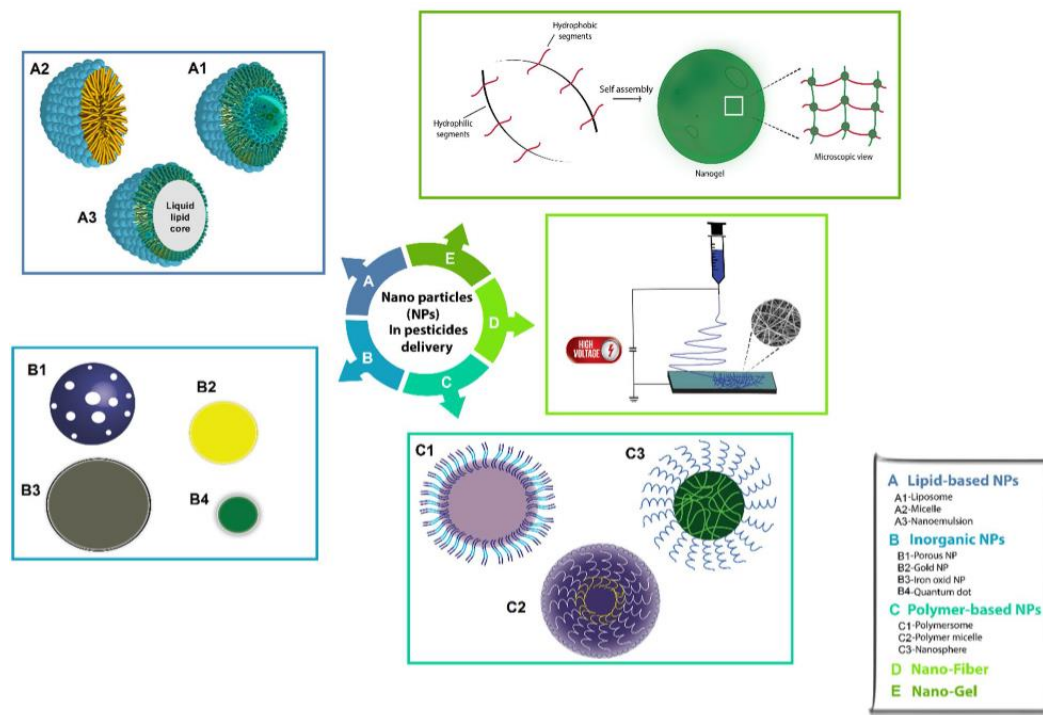 A2
A1
A3
Liquid
lipid
core
Hydrophobic
segments
Hydrophilic
segments
Self assembly
Nanogel
Microscopic view
A
E
D
B
C
Nano particles
(NPs)
In pesticides
delivery
HIGH
VOLTAGE
B1
B2
B3
B4
C1
C3
C2
A Lipid-based NPs
A1-Liposome
A2-Micelle
A3-Nanoemulsion
B Inorganic NPs
B1-Porous NP
B2-Gold NP
B3-Iron oxid NP
B4-Quantum dot
C Polymer-based NPs
C1-Polymersome
C2-Polymer micelle
C3-Nanosphere
D Nano-Fiber
E Nano-Gel